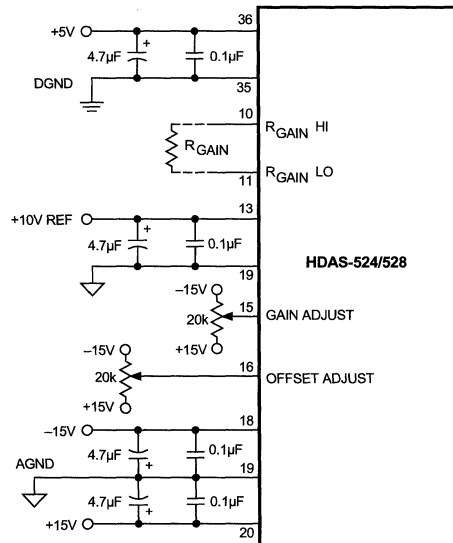 36
+5V
+
4.7µF
0.1µF
DGND
35
10
RGAIN HI
RGAIN
RGAIN LO
11
13
+10V REF
+
4.7µF
0.1µF
19
HDAS-524/528
–15V
15
20k
GAIN ADJUST
+15V
–15V
16
20k
OFFSET ADJUST
+15V
–15V
18
4.7µF
+
0.1µF
AGND
19
4.7µF
+
0.1µF
+15V
20